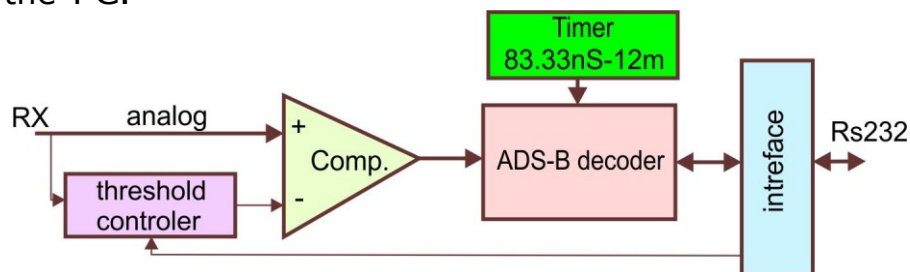 the PC.
Timer
83.33nS-12m
RX
analog
+
Comp.
-
threshold
controler
ADS-B decoder
intreface
Rs232